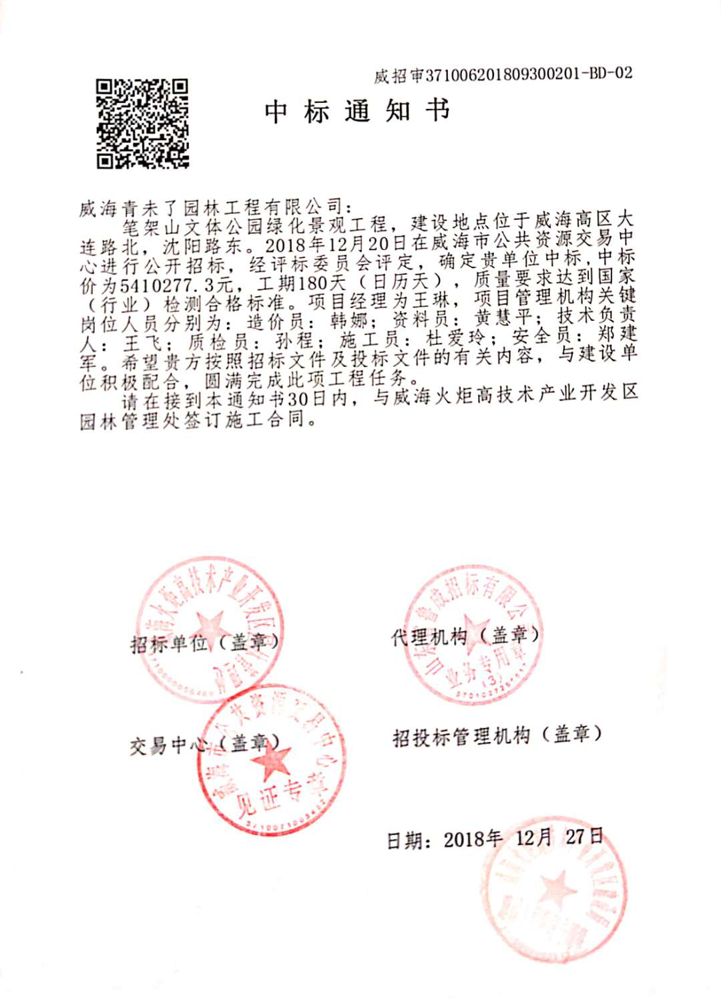 威招审371006201809300201-BD-02
中标通知书
威海青未了园林工程有限公司：
笔架山文体公园绿化景观工程，建设地点位于威海高区大
连路北，沈阳路东。2018年12月20日在威海市公共资源交易中
心进行公开招标，经评标委员会评定，确定贵单位中标,中标
价为5410277.3元，工期180天（日历天），质量要求达到国家
（行业）检测合格标准。项目经理为王琳，项目管理机构关键
岗位人员分别为：造价员：韩娜；资料员：黄慧平；技术负责
人：王飞；质检员：孙程；施工员：杜爱玲；安全员：郑建
军。希望贵方按照招标文件及投标文件的有关内容，与建设单
位积极配合，圆满完成此项工程任务。
请在接到本通知书30日内，与威海火炬高技术产业开发区
园林管理处签订施工合同。
海火炬高技术产业开发区
招标单位（盖章）
山东鲁成招标有限公司
代理机构（盖章）
业务专用章
（3）
威海市公共资源交易中心
交易中心（盖章）
见证专章
招投标管理机构（盖章）
日期：2018年 12月 27日